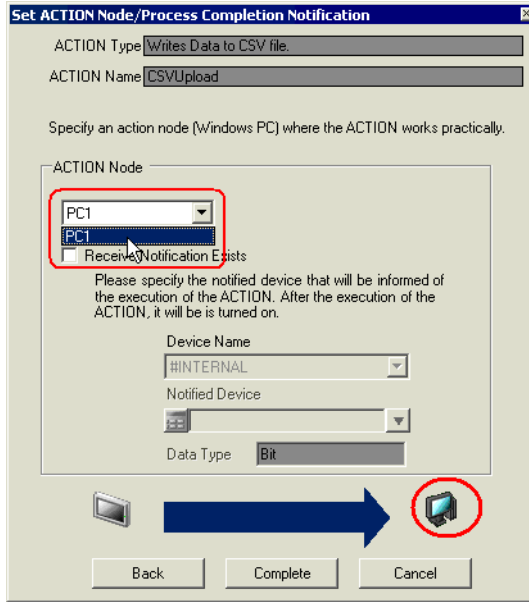 Set ACTION Node/Process Completion Notification
ACTION Type Writes Data to CSV file.
ACTION Name CSVUpload
Specify an action node (Windows PC) where the ACTION works practically.
ACTION Node
PC1
PC1
Receive Notification Exists
Please specify the notified device that will be informed of
the execution of the ACTION. After the execution of the
ACTION, it will be is turned on.
Device Name
#INTERNAL
Notified Device
Data Type Bit
Back Complete Cancel